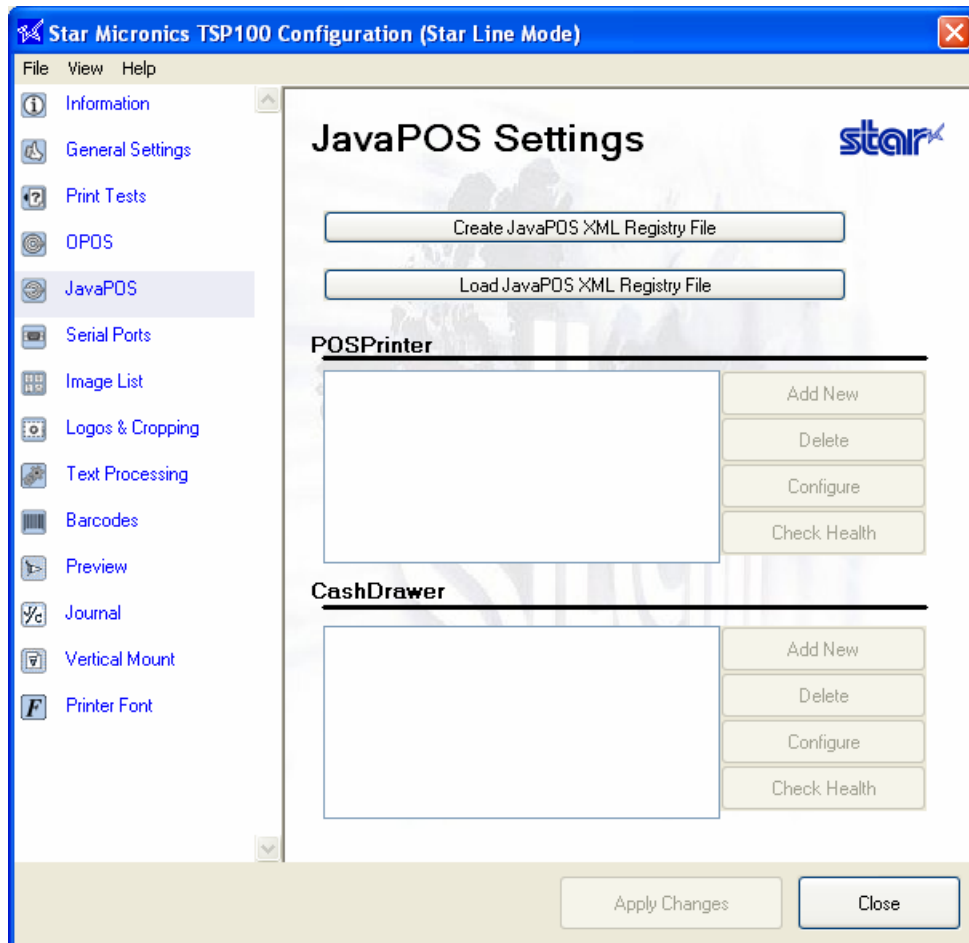 Star Micronics TSP100 Configuration (Star Line Mode)
File View Help
Information
General Settings
Print Tests
OPOS
JavaPOS
Serial Ports
Image List
Logos & Cropping
Text Processing
Barcodes
Preview
Journal
Vertical Mount
Printer Font
JavaPOS Settings
star
Create JavaPOS XML Registry File
Load JavaPOS XML Registry File
POSPrinter
Add New
Delete
Configure
Check Health
CashDrawer
Add New
Delete
Configure
Check Health
Apply Changes
Close